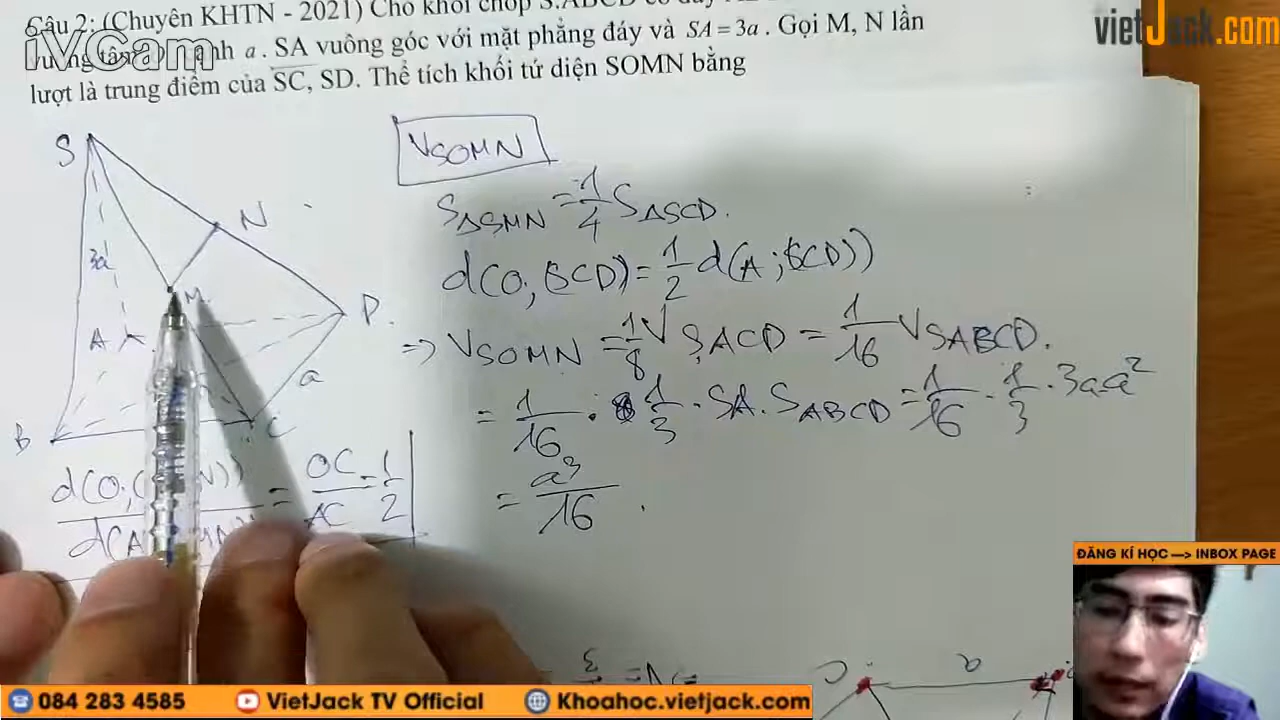 Câu 2: (Chuyên KHTN - 2021) Cho khối chóp S.ABCD có đáy
vuông tâm cạnh a. SA vuông góc với mặt phẳng đáy và SA = 3a. Gọi M, N lần
lượt là trung điểm của SC, SD. Thể tích khối tứ diện SOMN bằng
iVCam
vietJack.com
S
N
3a
M
D.
A
a
B
C
VSOMN
SΔSMN = 1/4 SΔSCD.
d(O; (SCD)) = 1/2 d(A; (SCD))
=> VSOMN = 1/8 VSACD = 1/16 VSABCD.
= 1/16 . 1/3 . SA. SABCD = 1/16 . 1/3 . 3a.a²
= a³/16 .
= OC/AC = 1/2
ĐĂNG KÍ HỌC —> INBOX PAGE
084 283 4585
VietJack TV Official
Khoahoc.vietjack.com